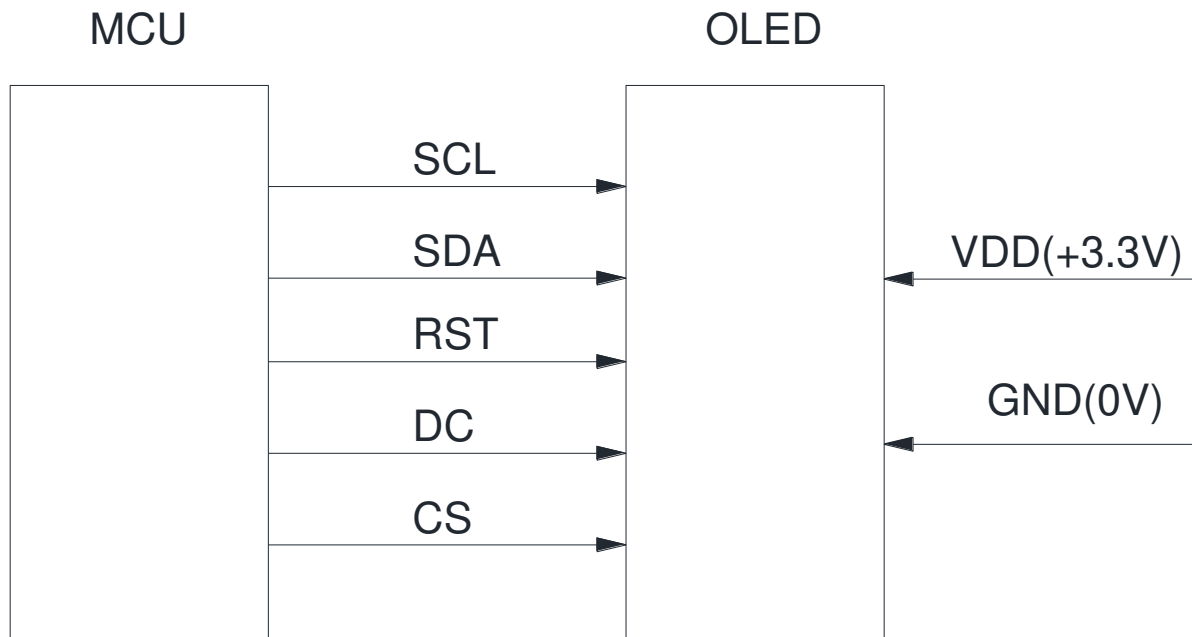 MCU
OLED
SCL
SDA
VDD(+3.3V)
RST
GND(0V)
DC
CS